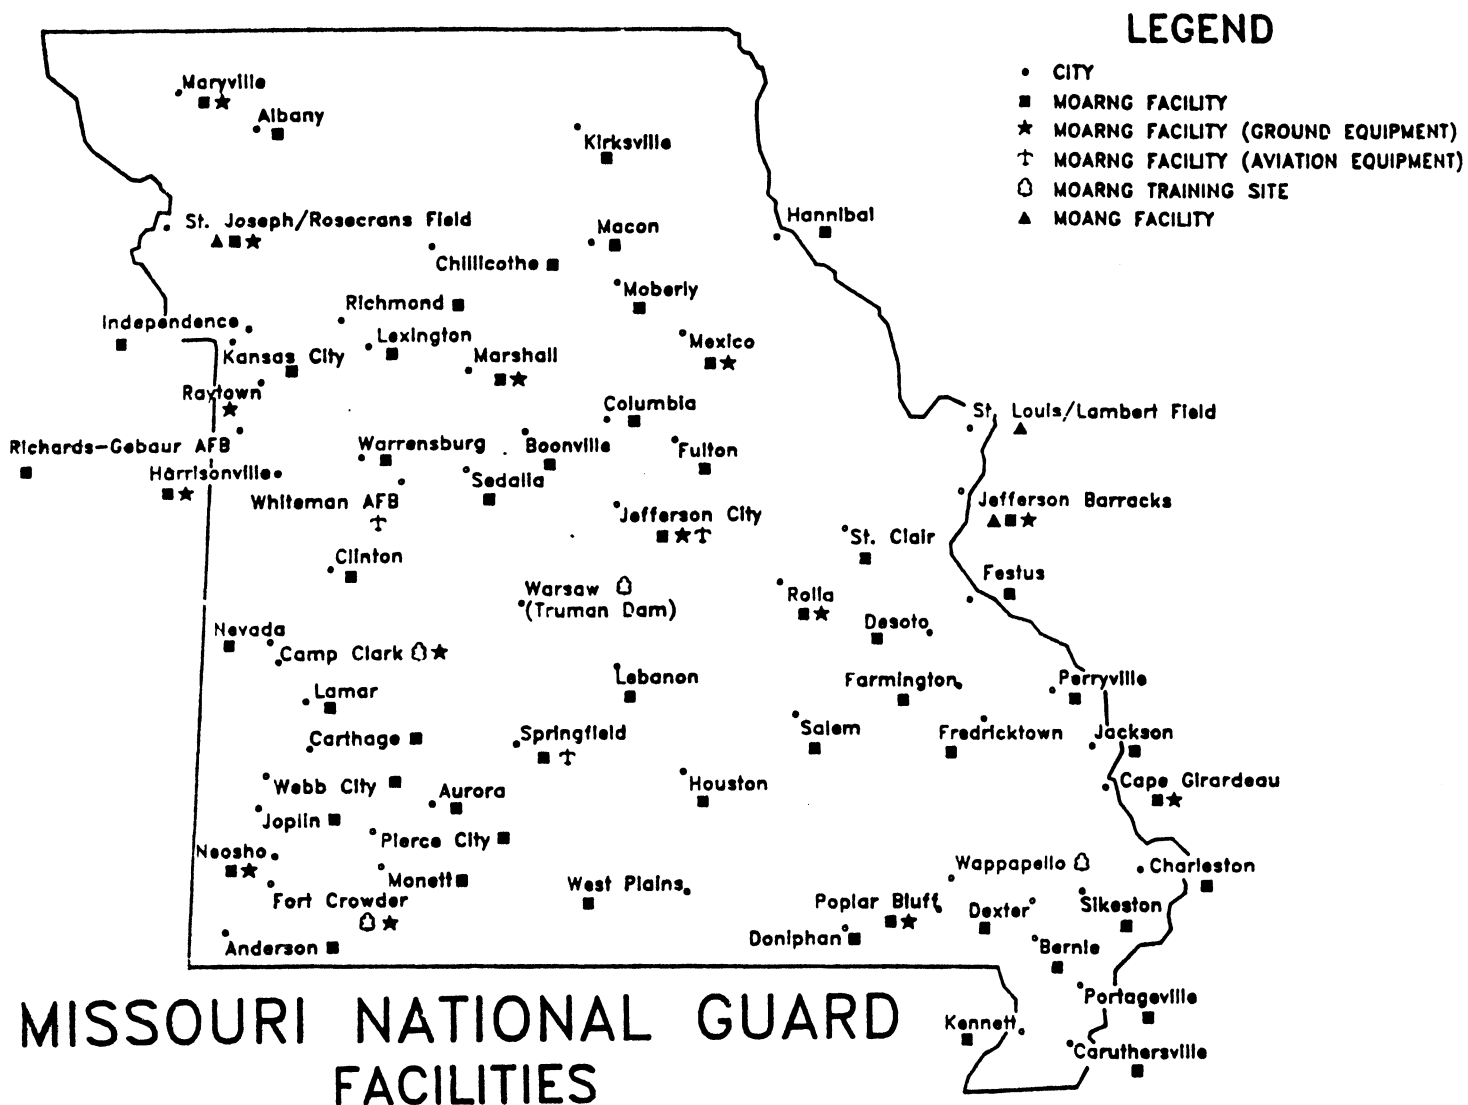 LEGEND
CITY
MOARNG FACILITY
MOARNG FACILITY (GROUND EQUIPMENT)
MOARNG FACILITY (AVIATION EQUIPMENT)
MOARNG TRAINING SITE
MOANG FACILITY
Maryville
Albany
Kirksville
Hannibal
St. Joseph/Rosecrans Field
Macon
Chillicothe
Moberly
Richmond
Independence
Lexington
Mexico
Kansas City
Marshall
Raytown
Columbia
St. Louis/Lambert Field
Richards-Gebaur AFB
Warrensburg
Boonville
Fulton
Harrisonville
Sedalia
Whiteman AFB
Jefferson Barracks
Jefferson City
St. Clair
Clinton
Festus
Warsaw
(Truman Dam)
Rolla
Desoto
Nevada
Camp Clark
Lebanon
Farmington
Perryville
Lamar
Carthage
Springfield
Salem
Fredricktown
Jackson
Webb City
Aurora
Houston
Cape Girardeau
Joplin
Pierce City
Neosho
Wappapello
Charleston
Monett
West Plains
Fort Crowder
Poplar Bluff
Dexter
Sikeston
Anderson
Doniphan
Bernie
Portageville
MISSOURI NATIONAL GUARD
Kennett
Caruthersville
FACILITIES